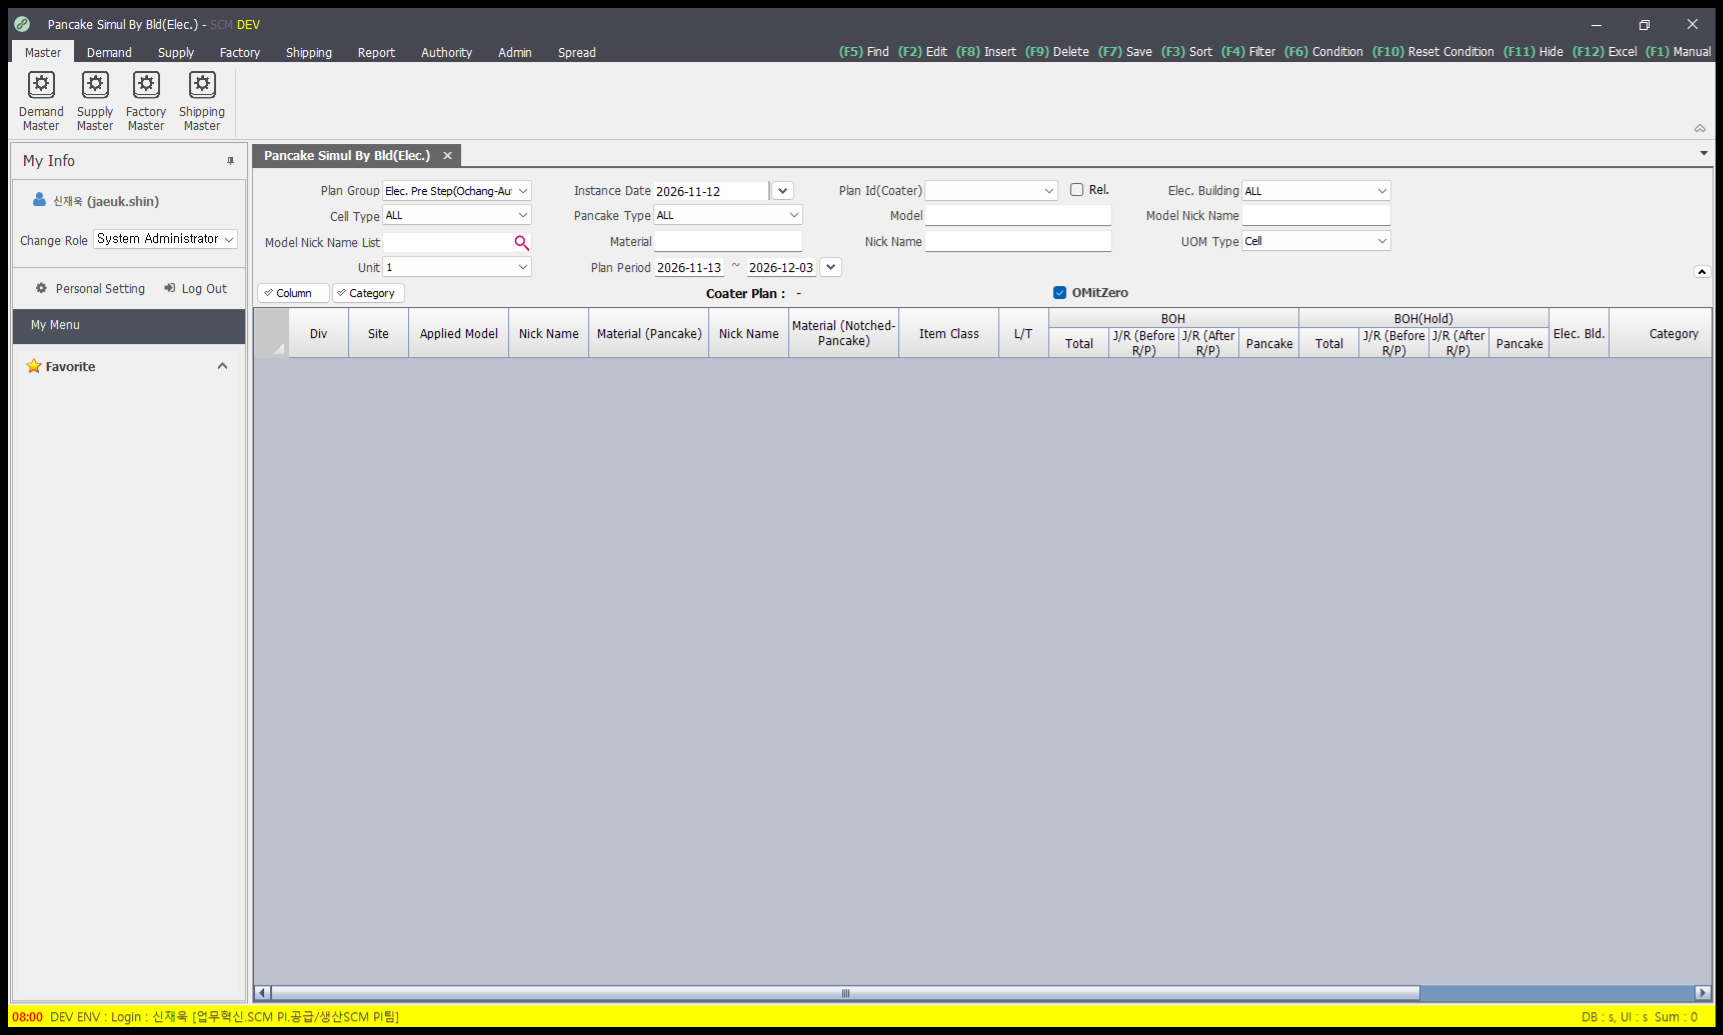 Pancake Simul By Bld(Elec.) - SCM DEV
Master Demand Supply Factory Shipping Report Authority Admin Spread (F5) Find (F2) Edit (F8) Insert (F9) Delete (F7) Save (F3) Sort (F4) Filter (F6) Condition (F10) Reset Condition (F11) Hide (F12) Excel (F1) Manual
Demand Master Supply Master Factory Master Shipping Master
My Info
신재욱 (jaeuk.shin)
Change Role System Administrator
Personal Setting Log Out
My Menu
Favorite
Pancake Simul By Bld(Elec.)
Plan Group Elec. Pre Step(Ochang-Au Instance Date 2026-11-12 Plan Id(Coater) Rel. Elec. Building ALL
Cell Type ALL Pancake Type ALL Model Model Nick Name
Model Nick Name List Material Nick Name UOM Type Cell
Unit 1 Plan Period 2026-11-13 ~ 2026-12-03
Column Category Coater Plan : - OMitZero
Div Site Applied Model Nick Name Material (Pancake) Nick Name Material (Notched-Pancake) Item Class L/T BOH BOH(Hold) Elec. Bld. Category
Total J/R (Before R/P) J/R (After R/P) Pancake Total J/R (Before R/P) J/R (After R/P) Pancake
08:00 DEV ENV : Login : 신재욱 [업무혁신.SCM PI.공급/생산SCM PI팀] DB : s, UI : s Sum : 0